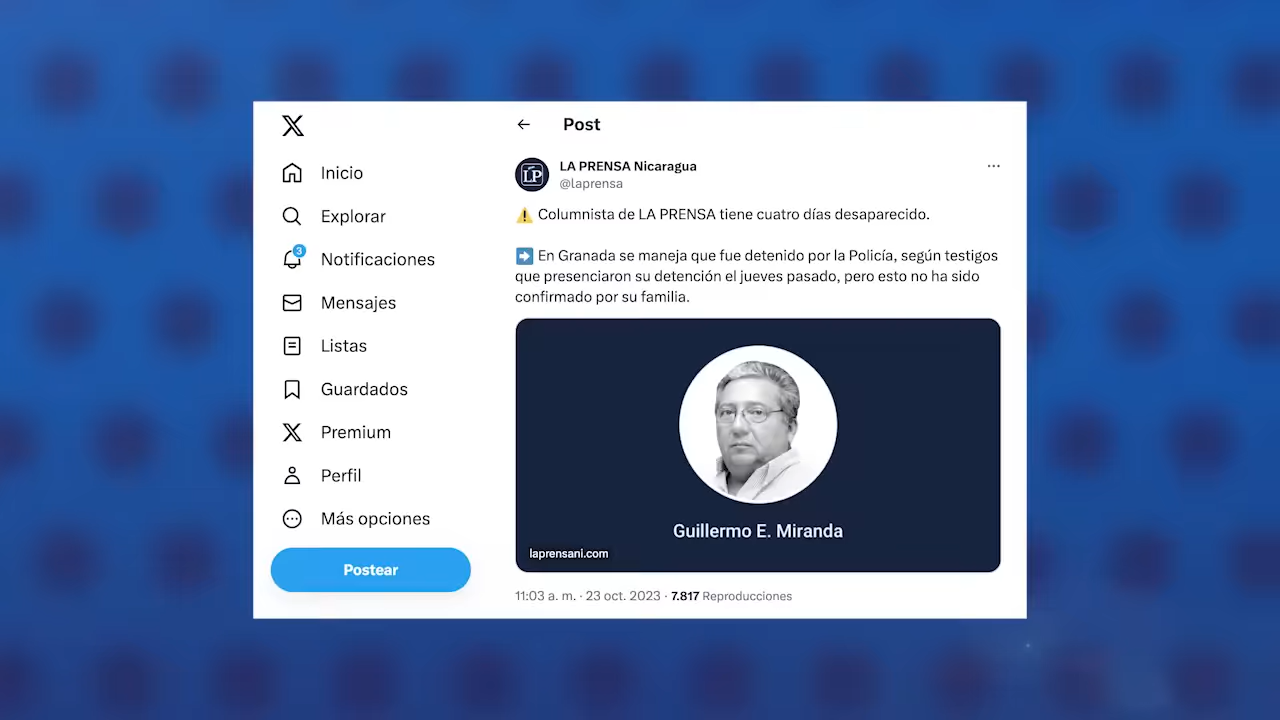 Inicio
Explorar
3
Notificaciones
Mensajes
Listas
Guardados
Premium
Perfil
Más opciones
Postear
Post
LP
LA PRENSA Nicaragua
@laprensa
Columnista de LA PRENSA tiene cuatro días desaparecido.
En Granada se maneja que fue detenido por la Policía, según testigos
que presenciaron su detención el jueves pasado, pero esto no ha sido
confirmado por su familia.
Guillermo E. Miranda
laprensani.com
11:03 a. m. · 23 oct. 2023 · 7.817 Reproducciones